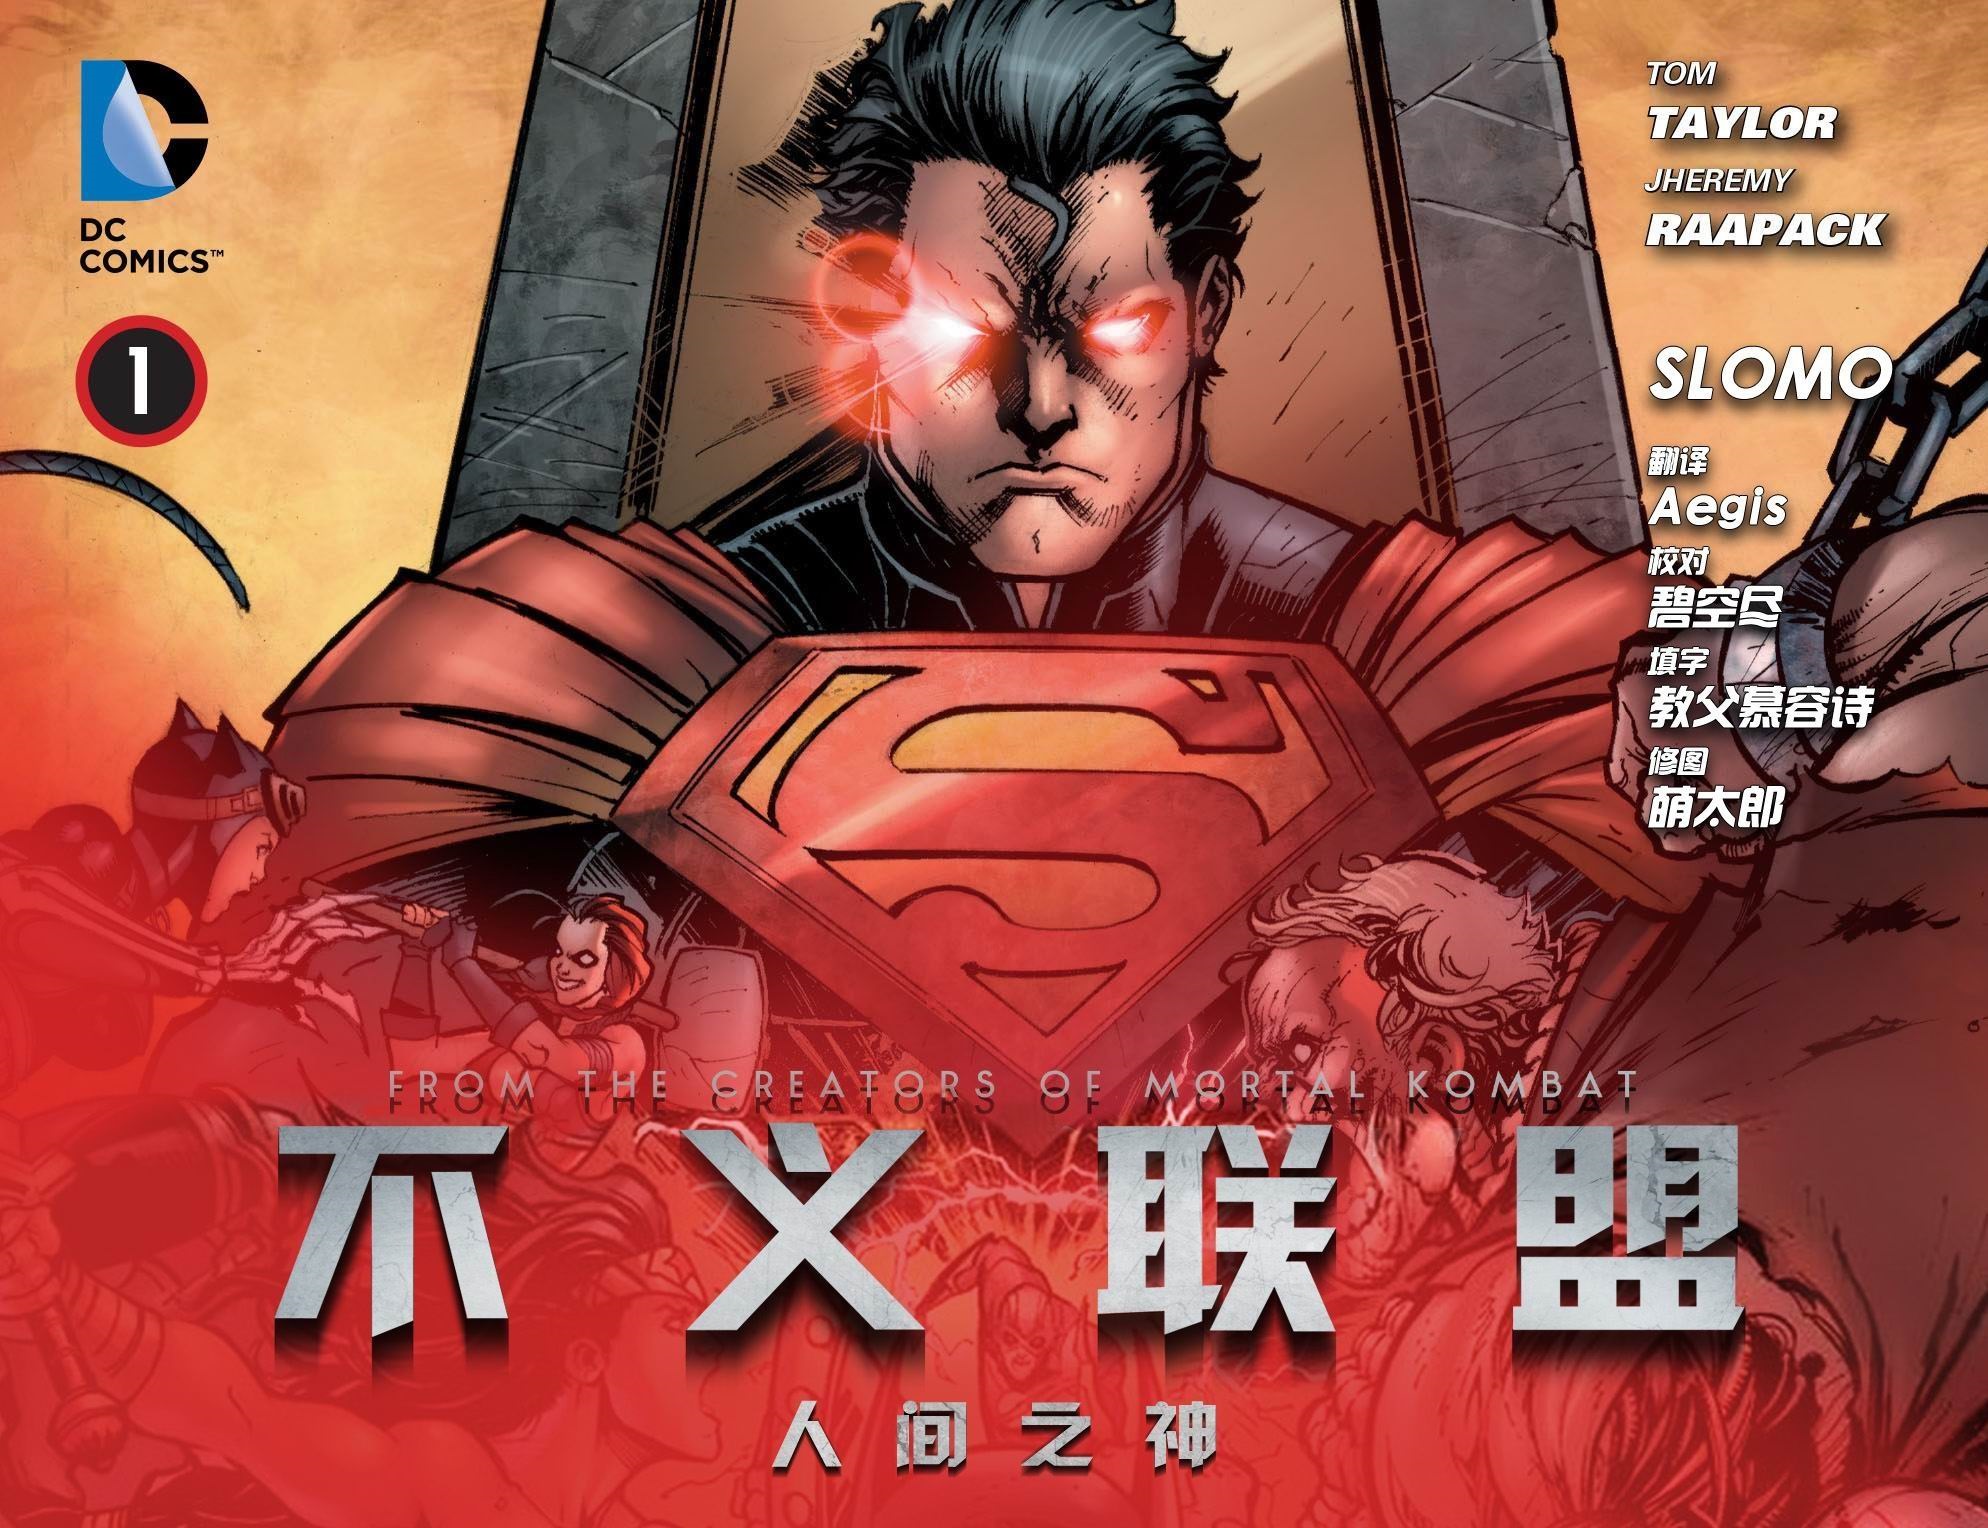 DC
COMICS™
1
TOM
TAYLOR
JHEREMY
RAAPACK
SLOMO
翻译
Aegis
校对
碧空尽
填字
教父慕容诗
修图
萌太郎
FROM THE CREATORS OF MORTAL KOMBAT
不义联盟
人间之神